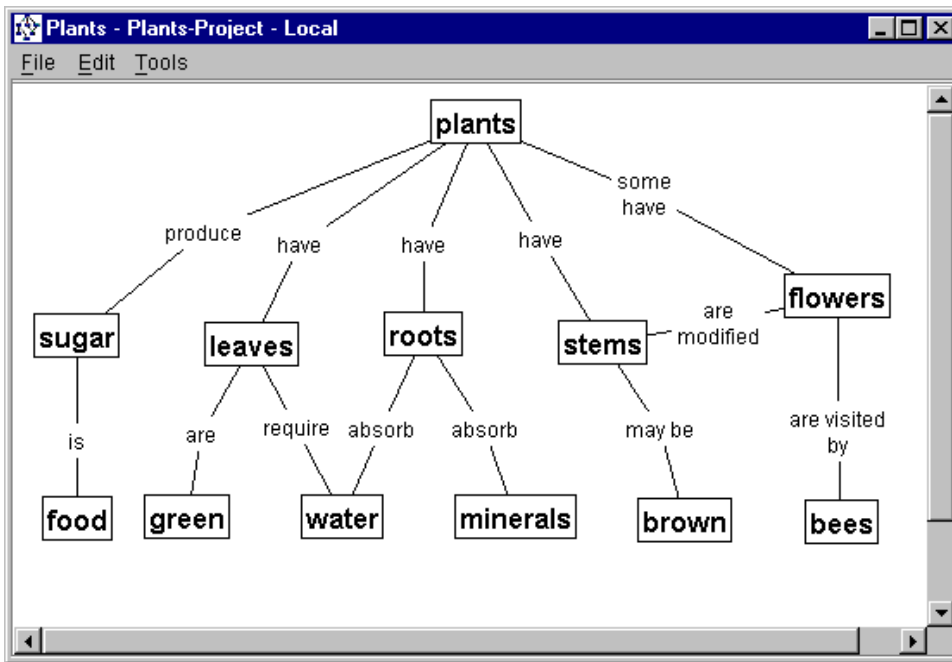 Plants - Plants-Project - Local
File Edit Tools
plants
some
have
produce
have
have
have
flowers
are
modified
sugar
leaves
roots
stems
is
are
require
absorb
absorb
may be
are visited
by
food
green
water
minerals
brown
bees